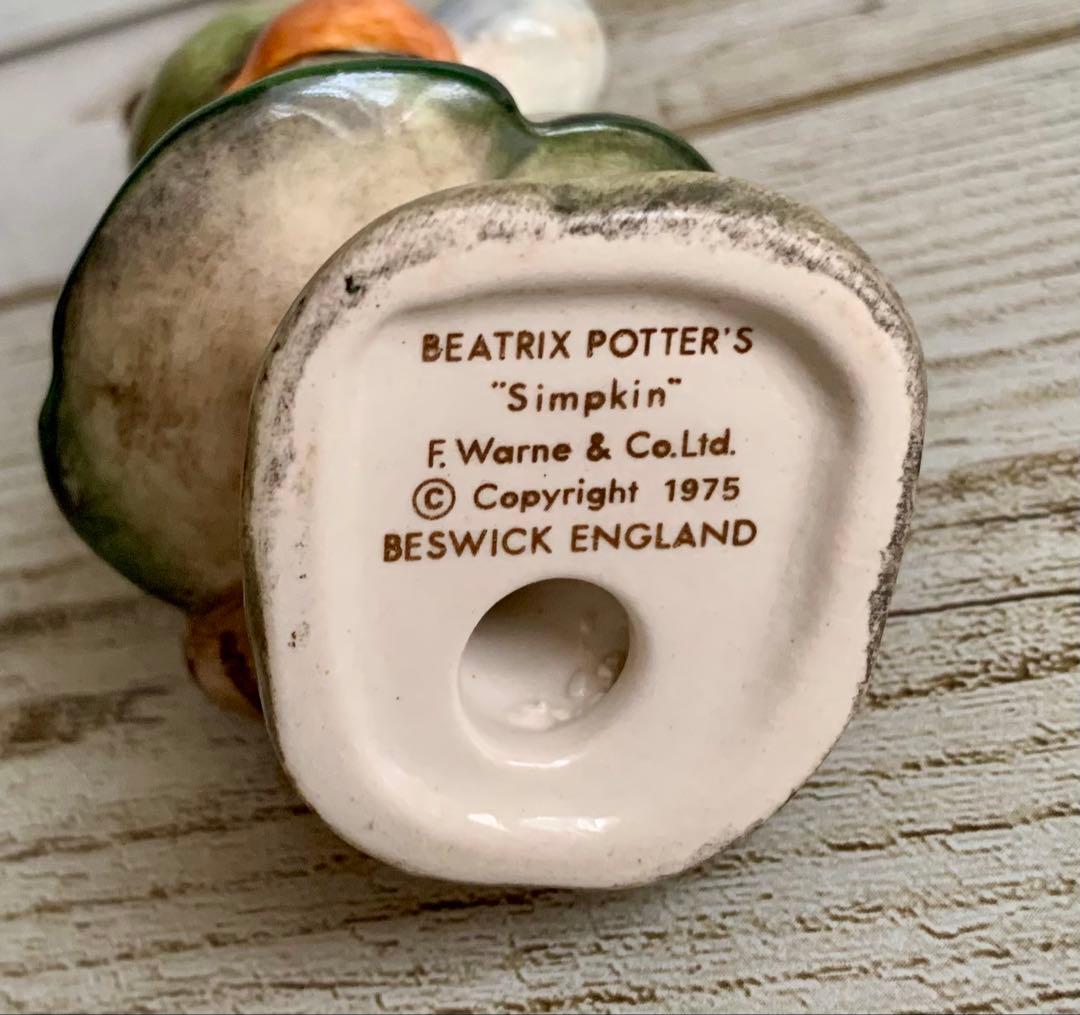 BEATRIX POTTER'S
"Simpkin"
F. Warne & Co.Ltd.
© Copyright 1975
BESWICK ENGLAND